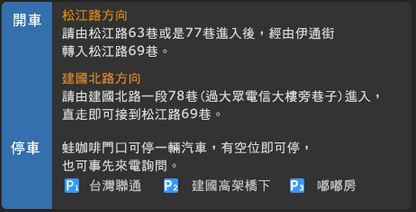 開車
松江路方向
請由松江路63巷或是77巷進入後，經由伊通街
轉入松江路69巷。
建國北路方向
請由建國北路一段78巷(過大眾電信大樓旁巷子)進入，
直走即可接到松江路69巷。
停車
蛙咖啡門口可停一輛汽車，有空位即可停，
也可事先來電詢問。
P1 台灣聯通 P2 建國高架橋下 P3 嘟嘟房